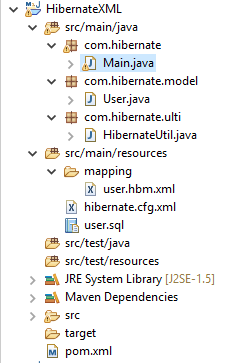 HibernateXML
src/main/java
com.hibernate
Main.java
com.hibernate.model
User.java
com.hibernate.ulti
HibernateUtil.java
src/main/resources
mapping
user.hbm.xml
hibernate.cfg.xml
user.sql
src/test/java
src/test/resources
JRE System Library [J2SE-1.5]
Maven Dependencies
src
target
pom.xml